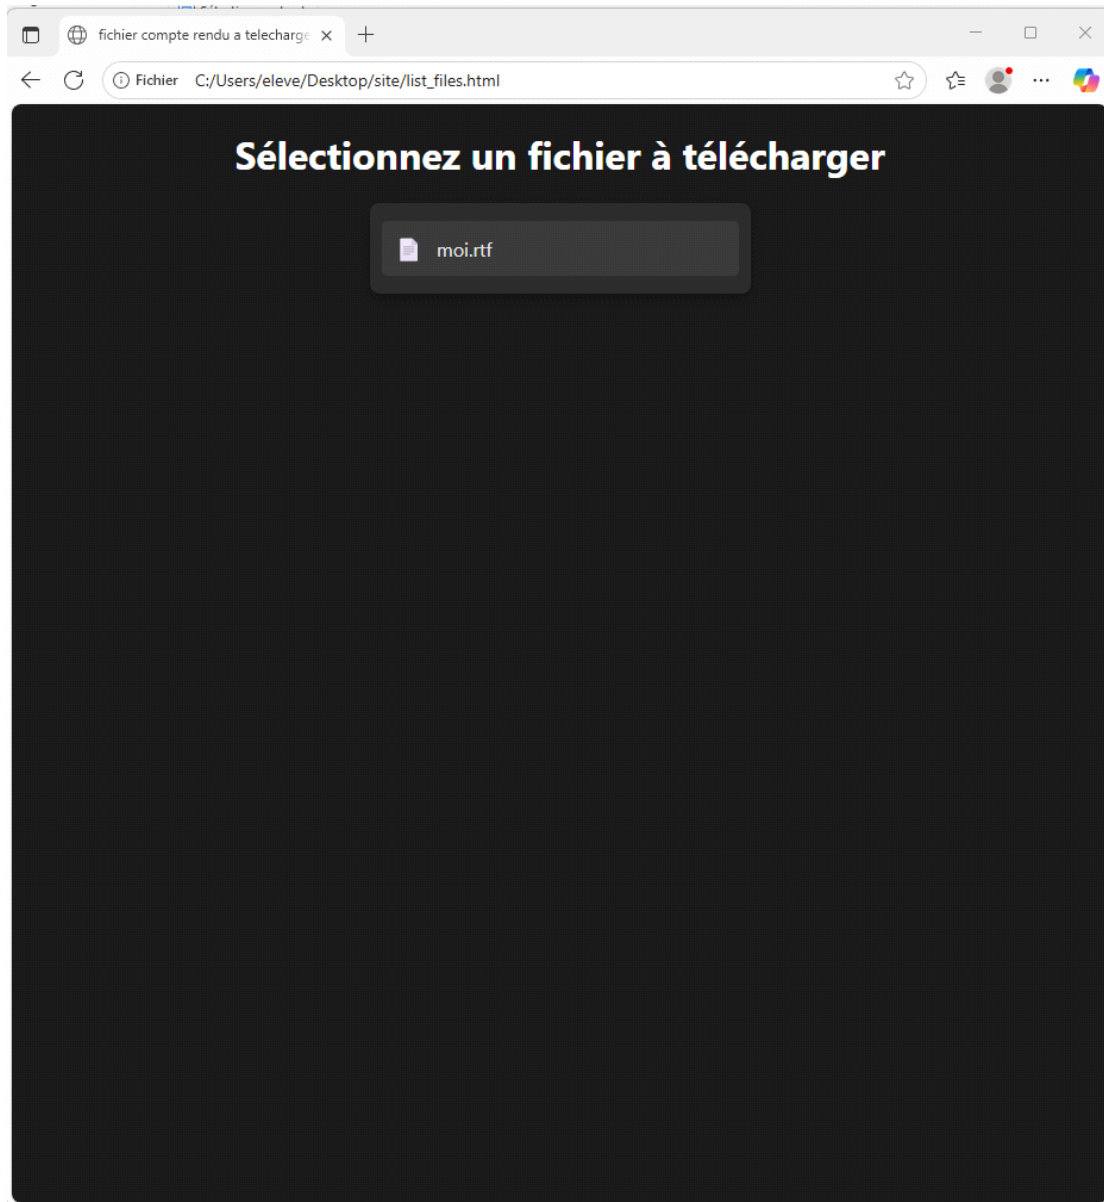 fichier compte rendu a telecharge
Fichier C:/Users/eleve/Desktop/site/list_files.html
Sélectionnez un fichier à télécharger
moi.rtf